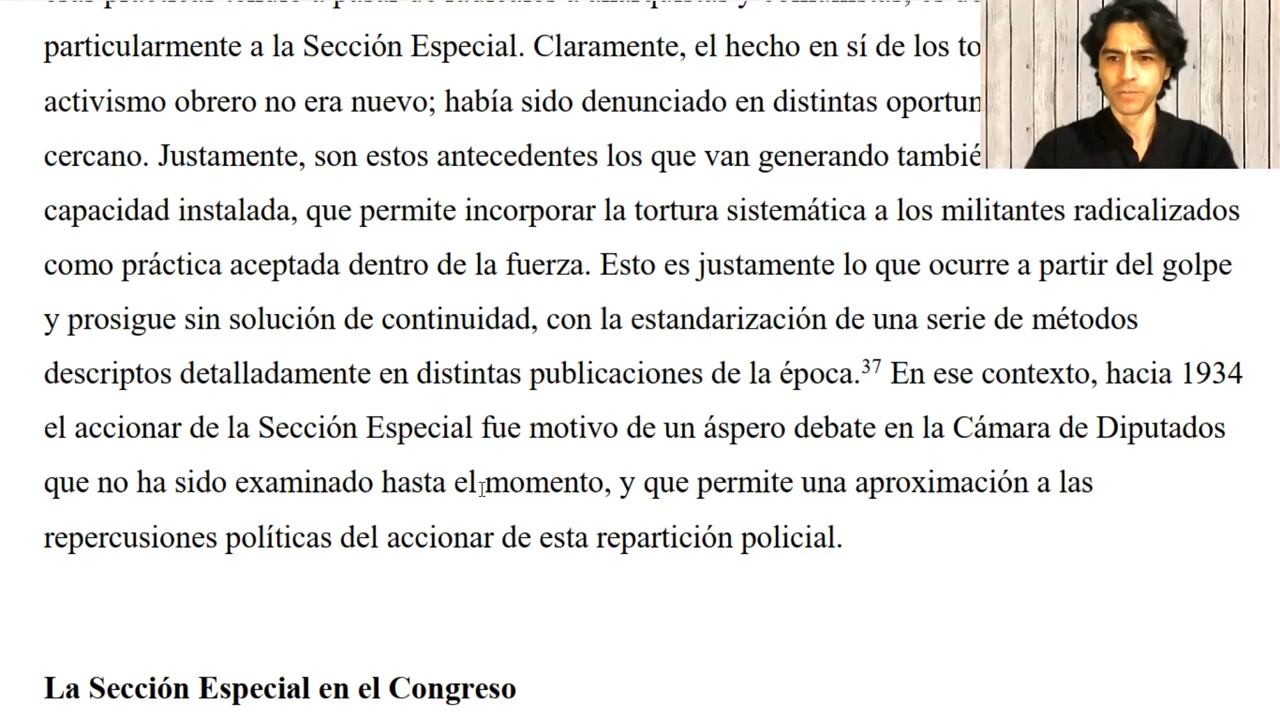 particularmente a la Sección Especial. Claramente, el hecho en sí de los
activismo obrero no era nuevo; había sido denunciado en distintas
cercano. Justamente, son estos antecedentes los que van generando
capacidad instalada, que permite incorporar la tortura sistemática a los militantes radicalizados
como práctica aceptada dentro de la fuerza. Esto es justamente lo que ocurre a partir del golpe
y prosigue sin solución de continuidad, con la estandarización de una serie de métodos
descriptos detalladamente en distintas publicaciones de la época.37 En ese contexto, hacia 1934
el accionar de la Sección Especial fue motivo de un áspero debate en la Cámara de Diputados
que no ha sido examinado hasta el momento, y que permite una aproximación a las
repercusiones políticas del accionar de esta repartición policial.
La Sección Especial en el Congreso